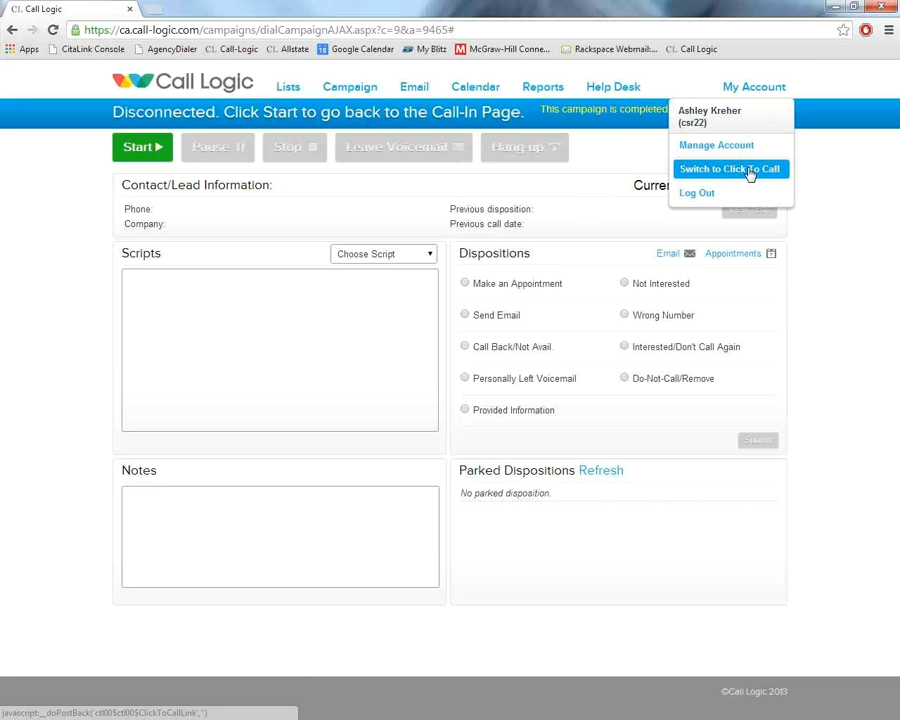 CL Call Logic
https://ca.call-logic.com/campaigns/dialCampaignAJAX.aspx?c=9&a=9465#
Apps CitaLink Console AgencyDialer CL Call-Logic CL Allstate 18 Google Calendar My Blitz McGraw-Hill Conne... Rackspace Webmail:... CL Call Logic
Call Logic Lists Campaign Email Calendar Reports Help Desk My Account
Disconnected. Click Start to go back to the Call-In Page. This campaign is completed
Ashley Kreher
(csr22)
Manage Account
Switch to Click To Call
Log Out
Start Pause Stop Leave Voicemail Hang-up
Contact/Lead Information: Curre
Phone: Previous disposition:
Company: Previous call date:
Scripts Choose Script
Dispositions Email Appointments
Make an Appointment Not Interested
Send Email Wrong Number
Call Back/Not Avail. Interested/Don't Call Again
Personally Left Voicemail Do-Not-Call/Remove
Provided Information
Submit
Notes
Parked Dispositions Refresh
No parked disposition.
©Call Logic 2013
javascript:__doPostBack('ctl00$ctl00$ClickToCallLink','')